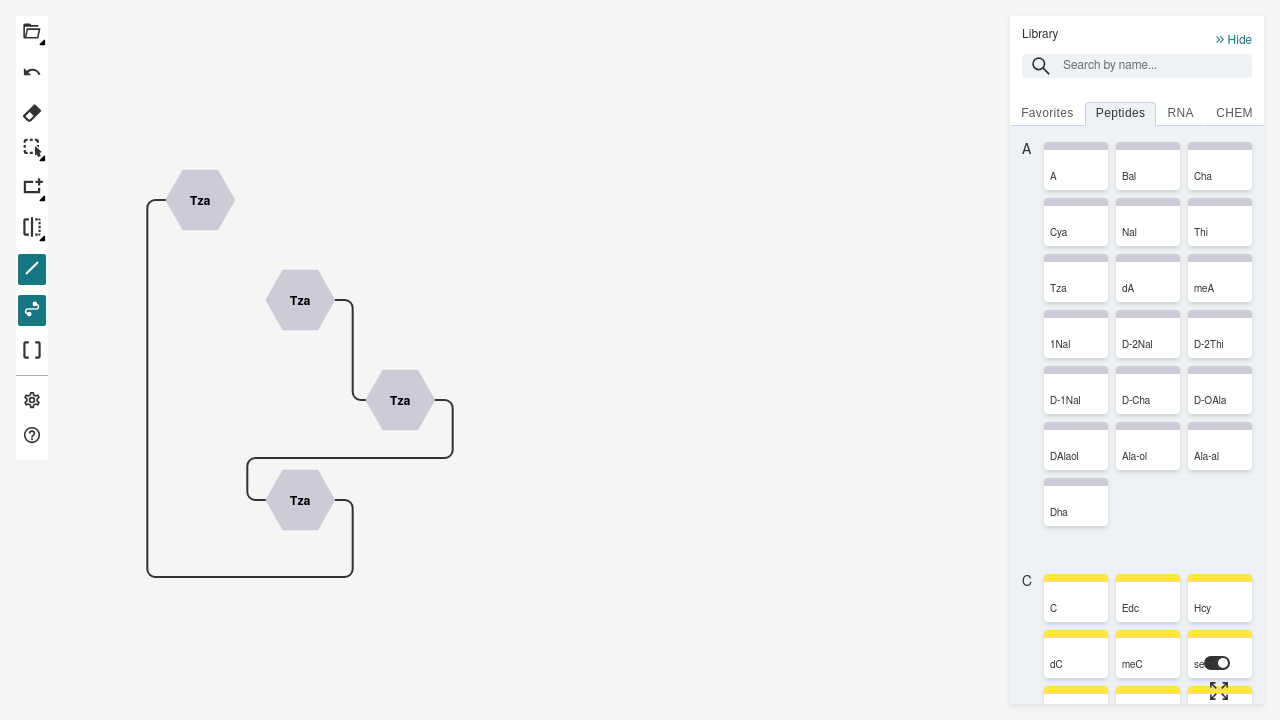 Library
Hide
Search by name...
Favorites Peptides RNA CHEM
A
A Bal Cha
Cya Nal Thi
Tza dA meA
1Nal D-2Nal D-2Thi
D-1Nal D-Cha D-OAla
DAlaol Ala-ol Ala-al
Dha
C
C Edc Hcy
dC meC
Tza
Tza
Tza
Tza